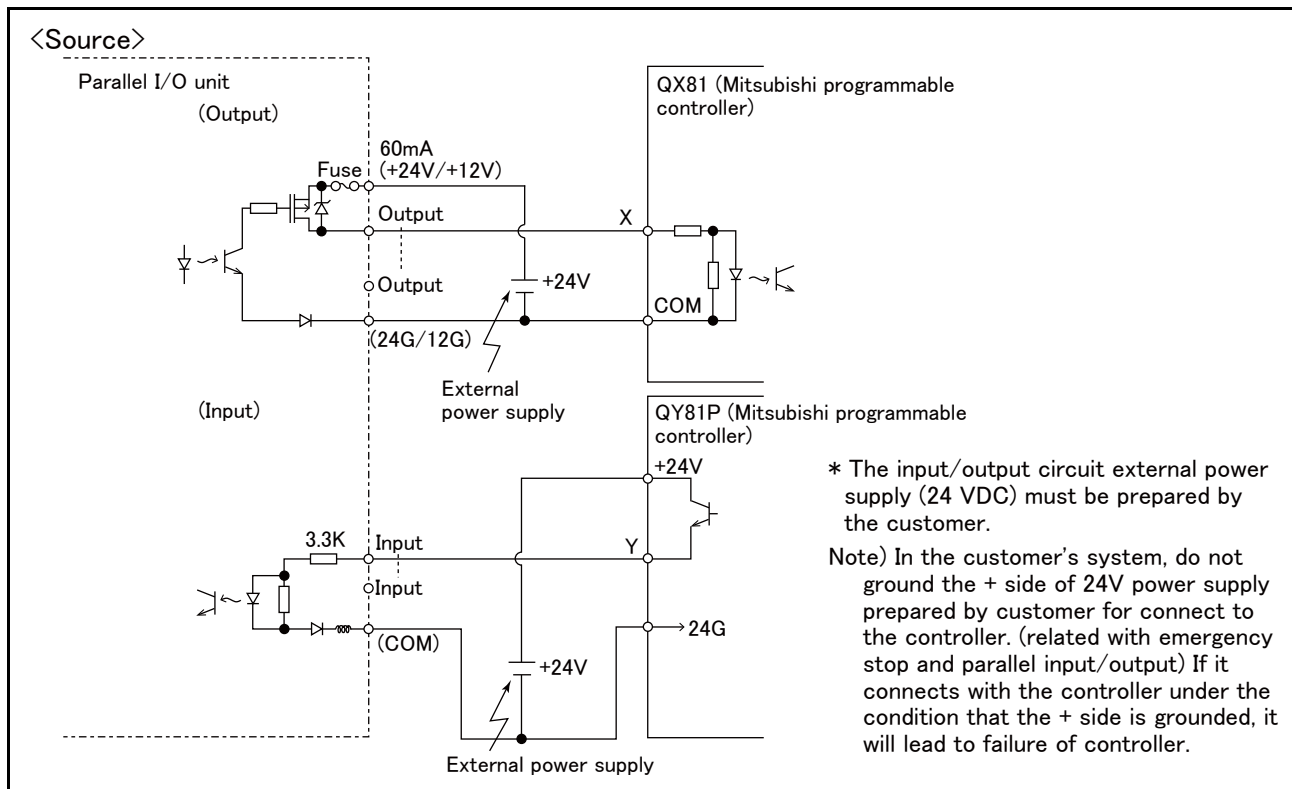 <Source>
Parallel I/O unit
(Output)
Fuse
60mA
(+24V/+12V)
Output
Output
(24G/12G)
+24V
External
power supply
QX81 (Mitsubishi programmable
controller)
X
COM
(Input)
3.3K
Input
Input
(COM)
+24V
External power supply
QY81P (Mitsubishi programmable
controller)
+24V
Y
24G
* The input/output circuit external power
supply (24 VDC) must be prepared by
the customer.
Note) In the customer's system, do not
ground the + side of 24V power supply
prepared by customer for connect to
the controller. (related with emergency
stop and parallel input/output) If it
connects with the controller under the
condition that the + side is grounded, it
will lead to failure of controller.